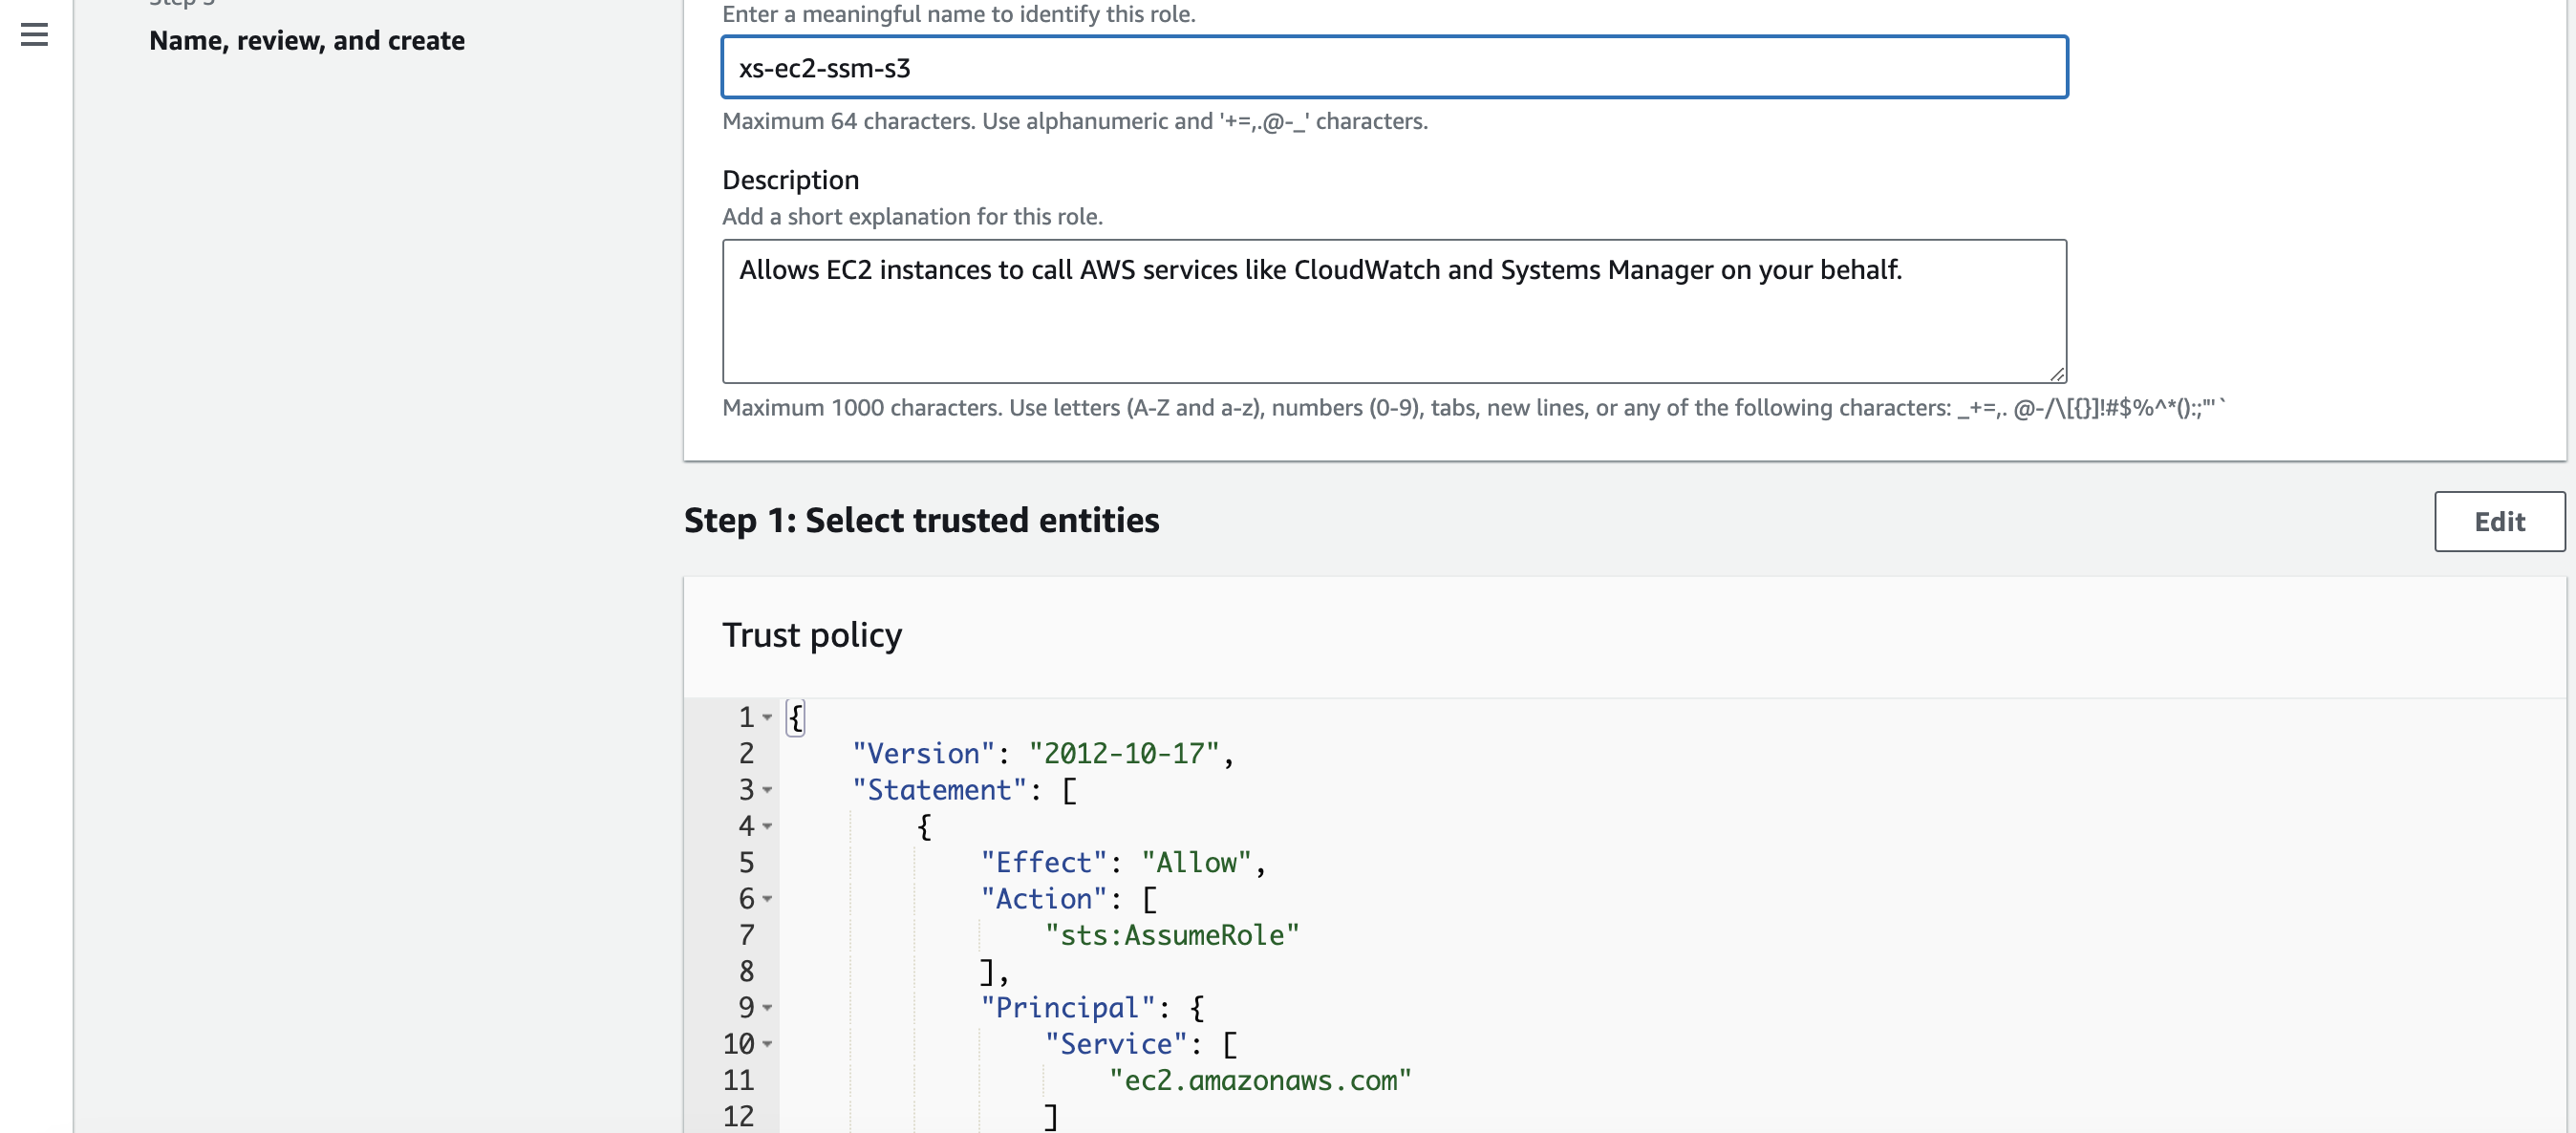 Step 3
Name, review, and create
Enter a meaningful name to identify this role.
xs-ec2-ssm-s3
Maximum 64 characters. Use alphanumeric and '+=,.@-_' characters.
Description
Add a short explanation for this role.
Allows EC2 instances to call AWS services like CloudWatch and Systems Manager on your behalf.
Maximum 1000 characters. Use letters (A-Z and a-z), numbers (0-9), tabs, new lines, or any of the following characters: _+=,. @-/\[{}]!#$%^*():;"'`
Step 1: Select trusted entities
Edit
Trust policy
1 {
2 "Version": "2012-10-17",
3 "Statement": [
4 {
5 "Effect": "Allow",
6 "Action": [
7 "sts:AssumeRole"
8 ],
9 "Principal": {
10 "Service": [
11 "ec2.amazonaws.com"
12 ]